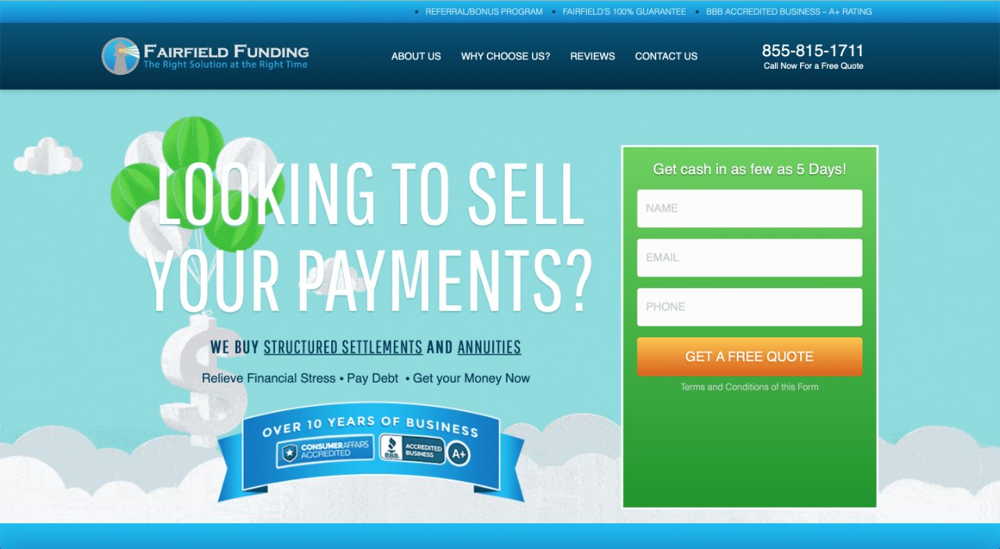 ▪ REFERRAL/BONUS PROGRAM ▪ FAIRFIELD'S 100% GUARANTEE ▪ BBB ACCREDITED BUSINESS – A+ RATING
FAIRFIELD FUNDING
The Right Solution at the Right Time
ABOUT US WHY CHOOSE US? REVIEWS CONTACT US
855-815-1711
Call Now For a Free Quote
LOOKING TO SELL
YOUR PAYMENTS?
WE BUY STRUCTURED SETTLEMENTS AND ANNUITIES
Relieve Financial Stress • Pay Debt • Get your Money Now
OVER 10 YEARS OF BUSINESS
CONSUMERAFFAIRS
ACCREDITED
BBB
ACCREDITED
BUSINESS
A+
Get cash in as few as 5 Days!
NAME
EMAIL
PHONE
GET A FREE QUOTE
Terms and Conditions of this Form